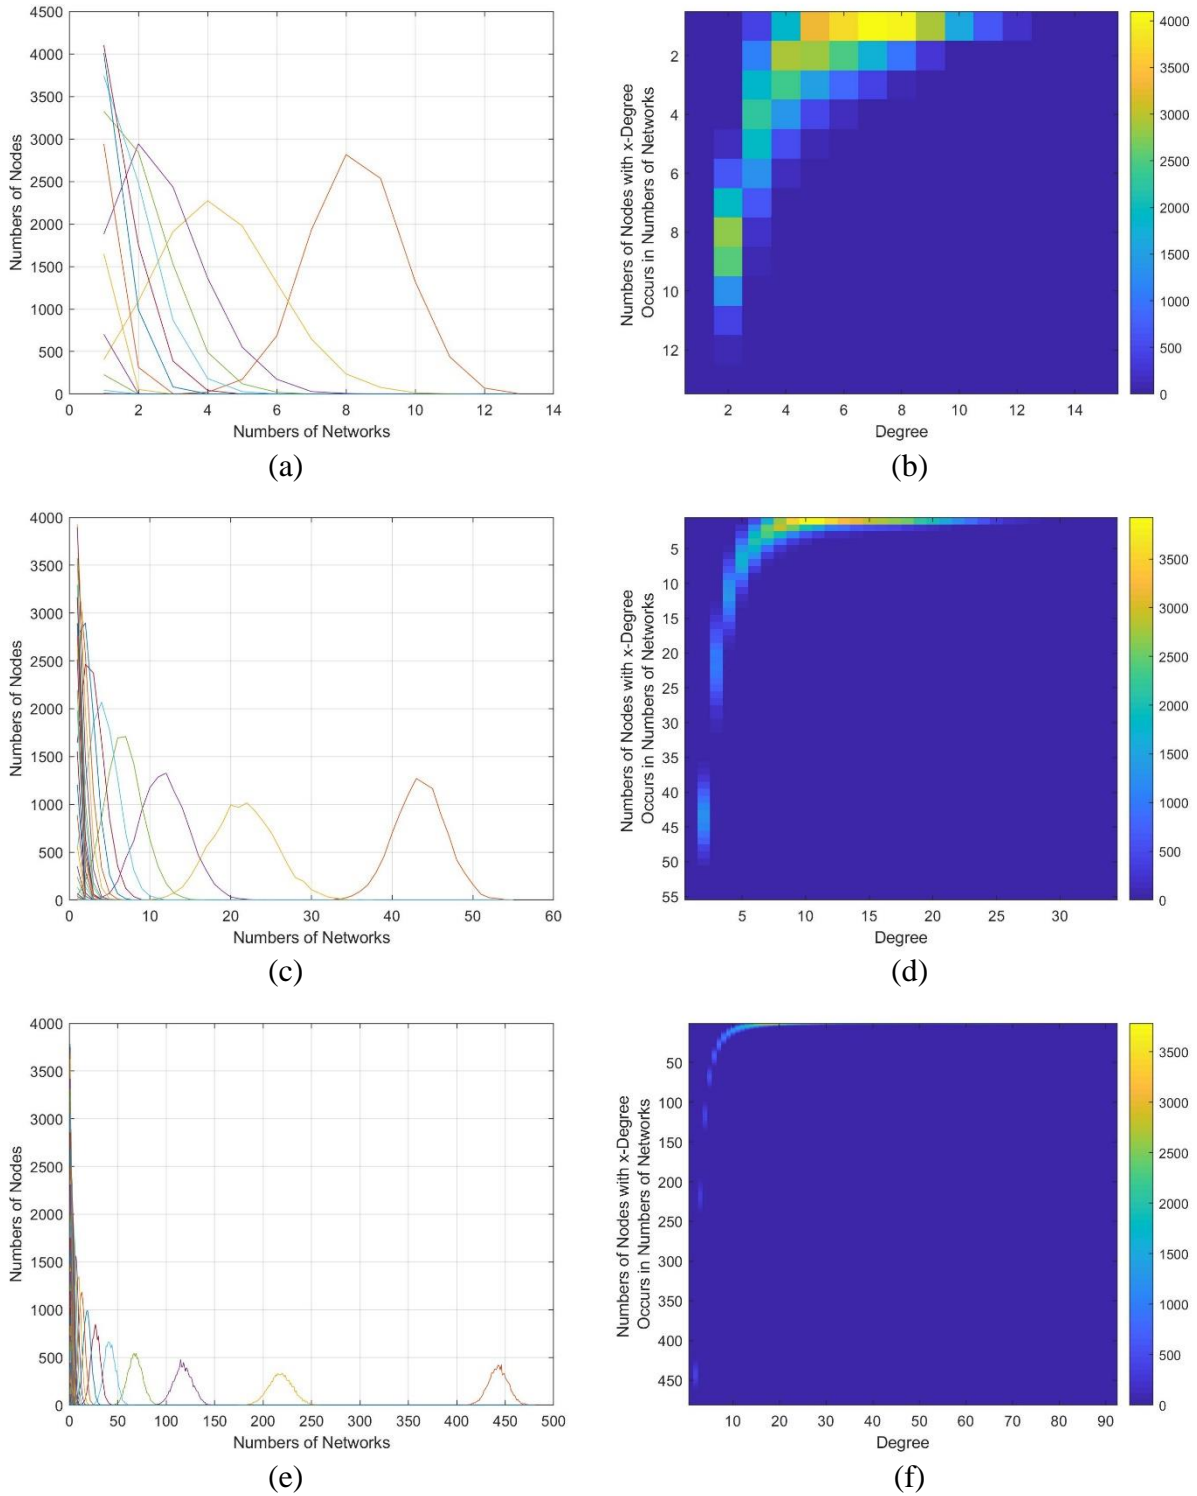 4500
4000
3500
3000
2500
2000
1500
1000
500
0
Numbers of Nodes
0 2 4 6 8 10 12 14
Numbers of Networks
(a)
2
4
6
8
10
12
Numbers of Nodes with x-Degree
Occurs in Numbers of Networks
2 4 6 8 10 12 14
Degree
4000
3500
3000
2500
2000
1500
1000
500
0
(b)
4000
3500
3000
2500
2000
1500
1000
500
0
Numbers of Nodes
0 10 20 30 40 50 60
Numbers of Networks
(c)
5
10
15
20
25
30
35
40
45
50
55
Numbers of Nodes with x-Degree
Occurs in Numbers of Networks
5 10 15 20 25 30
Degree
3500
3000
2500
2000
1500
1000
500
0
(d)
4000
3500
3000
2500
2000
1500
1000
500
0
Numbers of Nodes
0 50 100 150 200 250 300 350 400 450 500
Numbers of Networks
(e)
50
100
150
200
250
300
350
400
450
Numbers of Nodes with x-Degree
Occurs in Numbers of Networks
10 20 30 40 50 60 70 80 90
Degree
3500
3000
2500
2000
1500
1000
500
0
(f)